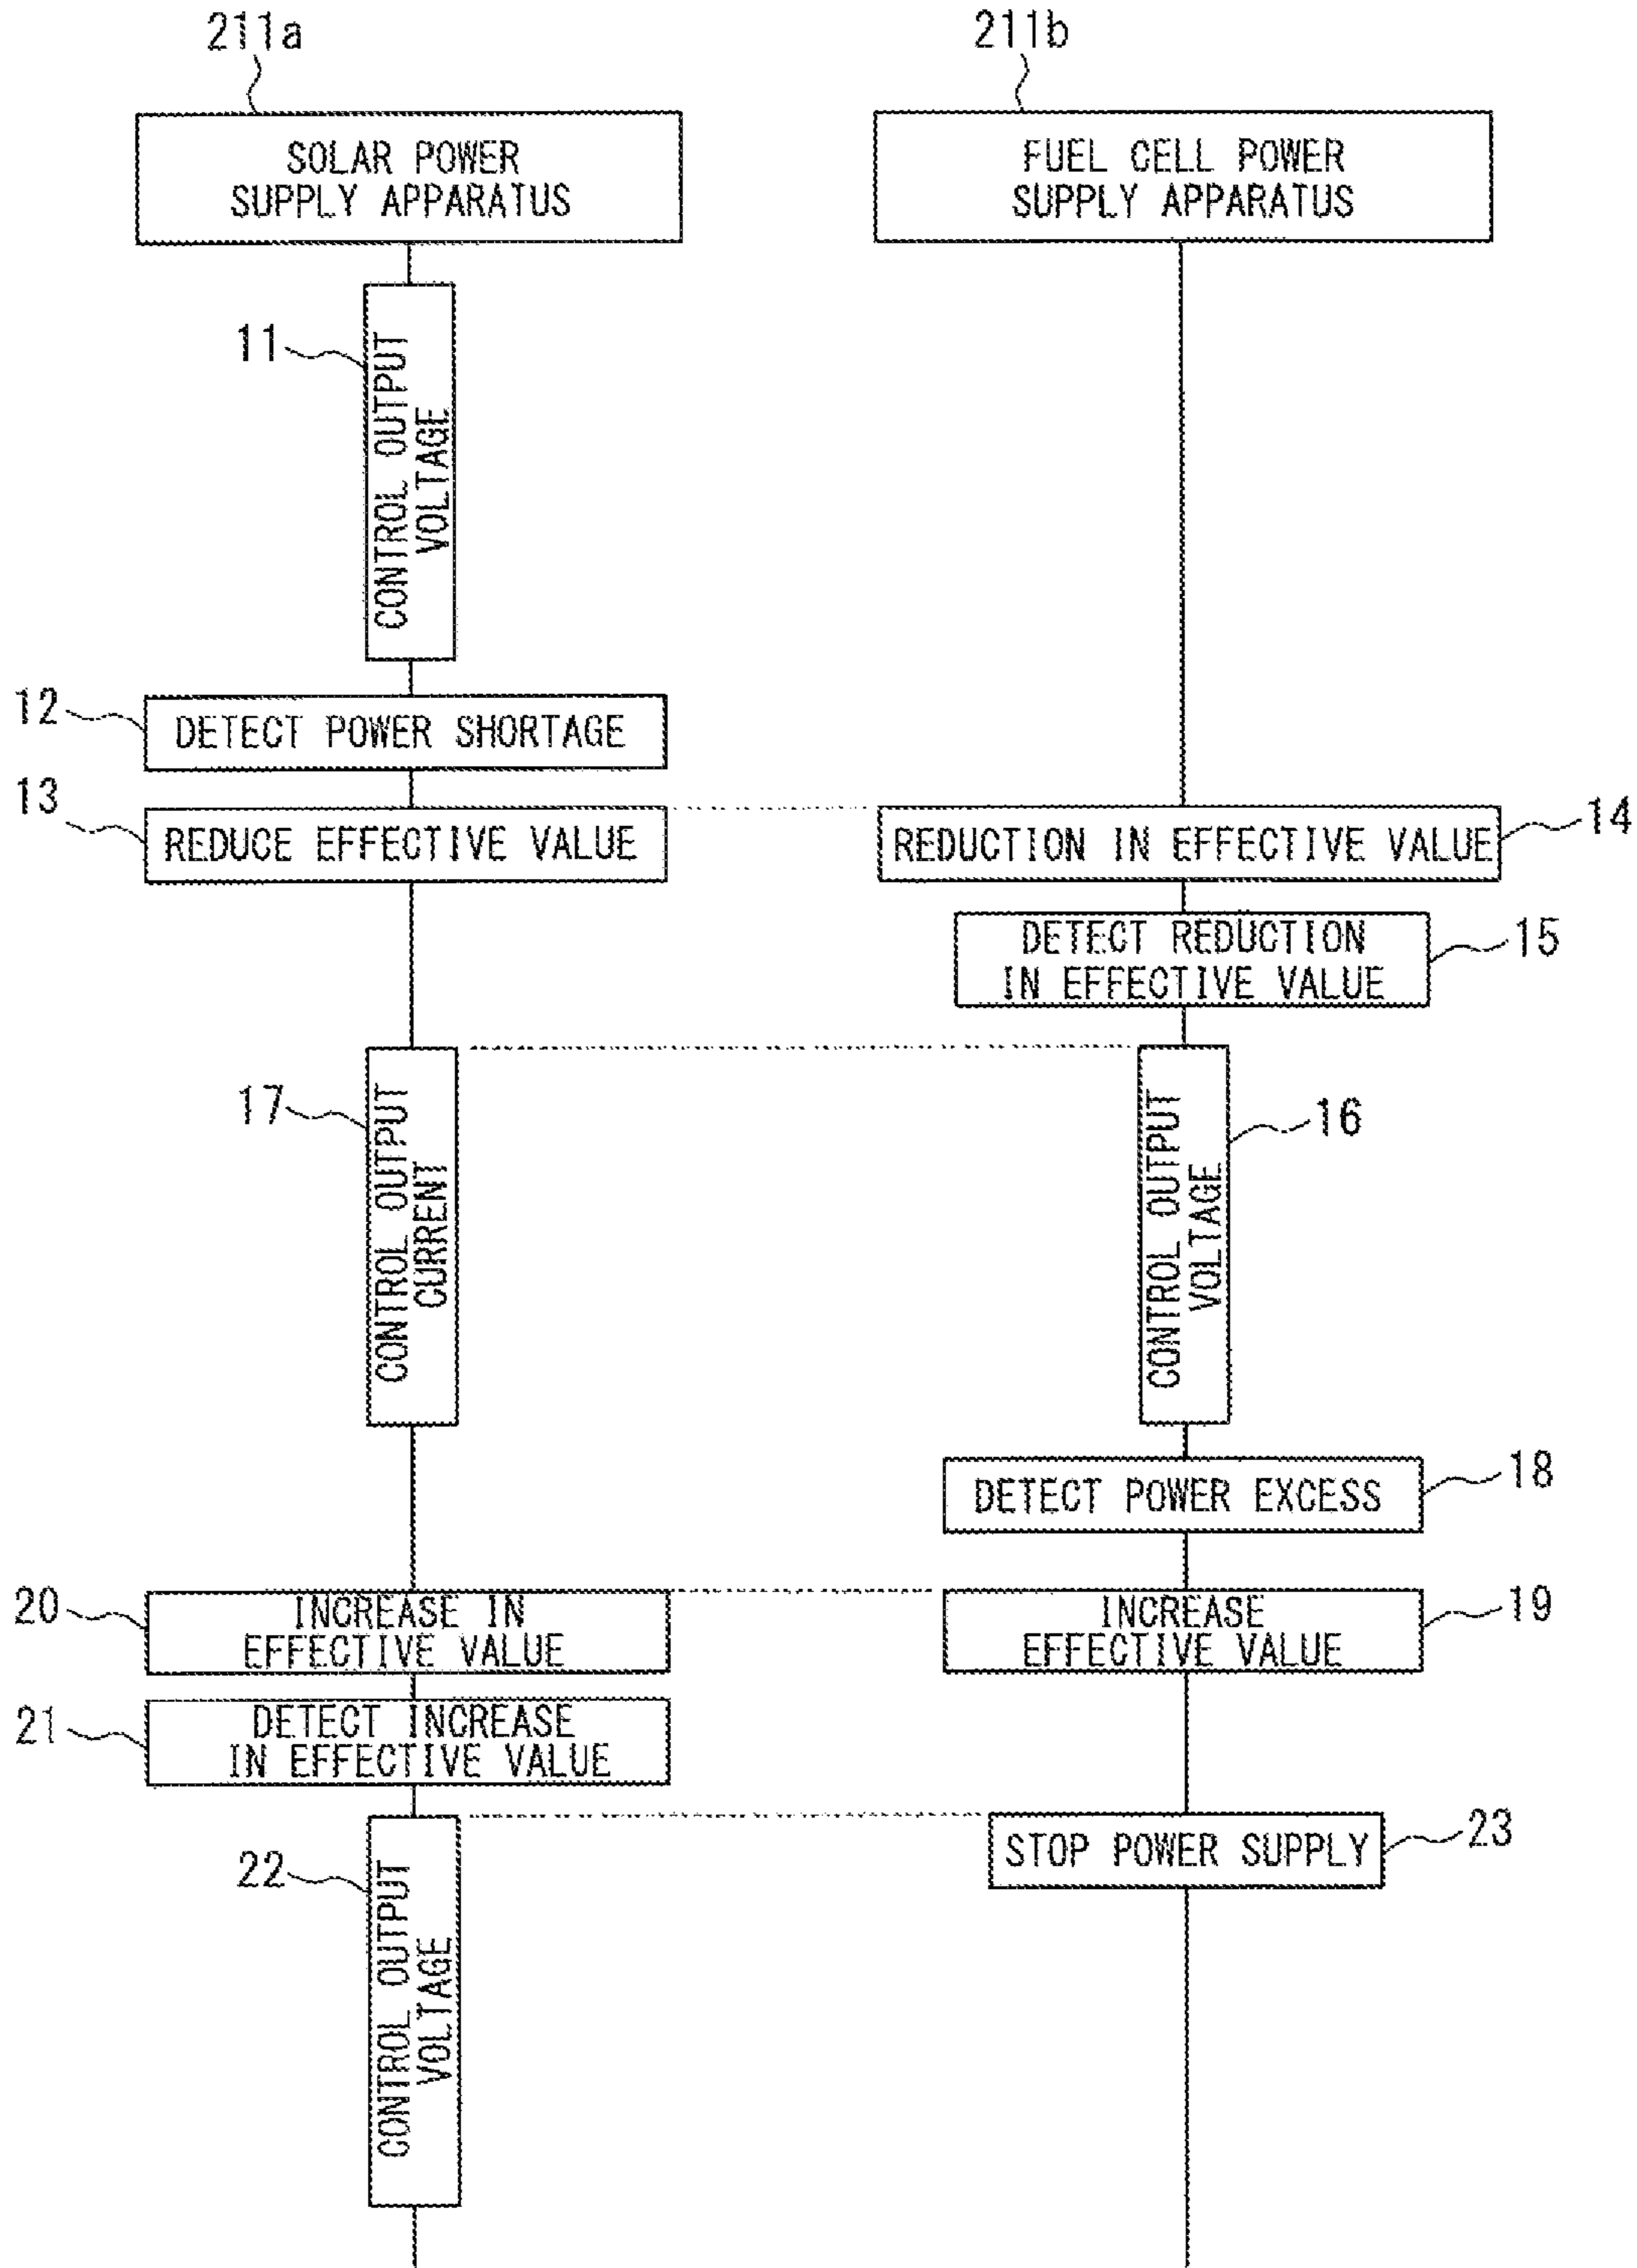 211a
211b
SOLAR POWER
SUPPLY APPARATUS
FUEL CELL POWER
SUPPLY APPARATUS
11
CONTROL OUTPUT
VOLTAGE
12
DETECT POWER SHORTAGE
13
REDUCE EFFECTIVE VALUE
REDUCTION IN EFFECTIVE VALUE
14
DETECT REDUCTION
IN EFFECTIVE VALUE
15
17
CONTROL OUTPUT
CURRENT
CONTROL OUTPUT
VOLTAGE
16
DETECT POWER EXCESS
18
20
INCREASE IN
EFFECTIVE VALUE
INCREASE
EFFECTIVE VALUE
19
21
DETECT INCREASE
IN EFFECTIVE VALUE
22
CONTROL OUTPUT
VOLTAGE
STOP POWER SUPPLY
23